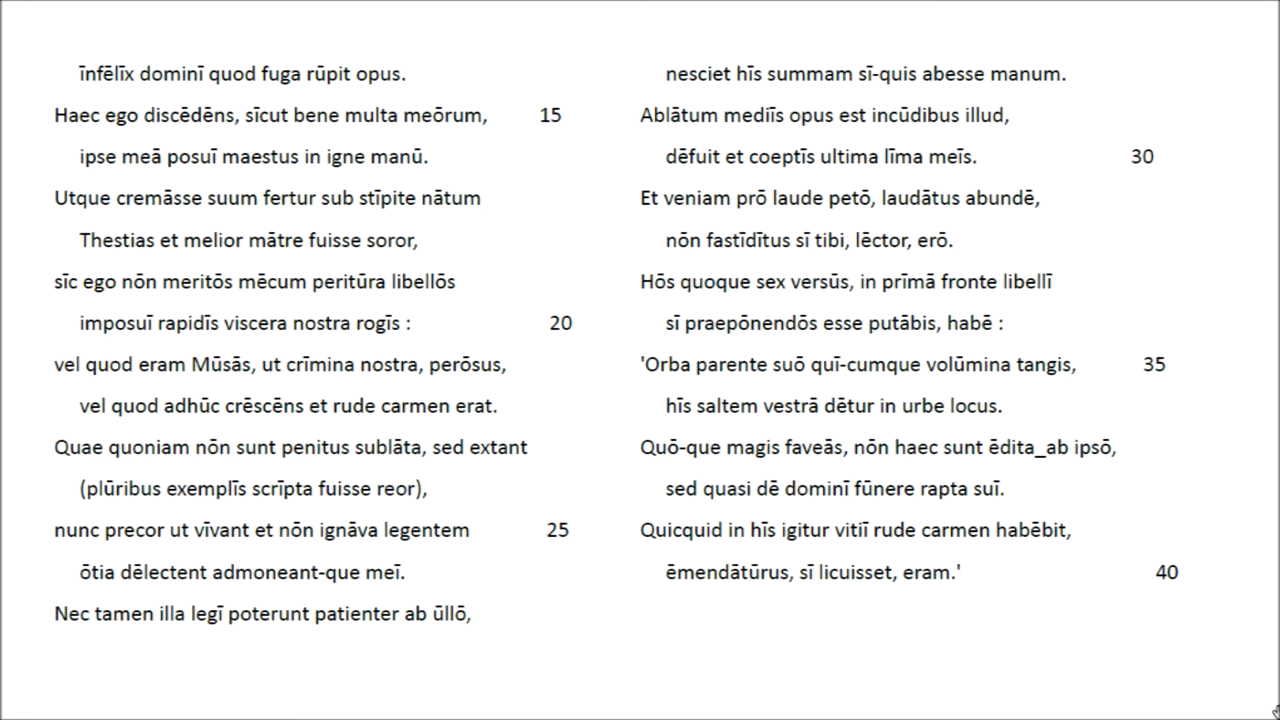 īnfēlīx dominī quod fuga rūpit opus.
Haec ego discēdēns, sīcut bene multa meōrum, 15
ipse meā posuī maestus in igne manū.
Utque cremāsse suum fertur sub stīpite nātum
Thestias et melior mātre fuisse soror,
sīc ego nōn meritōs mēcum peritūra libellōs
imposuī rapidīs viscera nostra rogīs : 20
vel quod eram Mūsās, ut crīmina nostra, perōsus,
vel quod adhūc crēscēns et rude carmen erat.
Quae quoniam nōn sunt penitus sublāta, sed extant
(plūribus exemplīs scrīpta fuisse reor),
nunc precor ut vīvant et nōn ignāva legentem 25
ōtia dēlectent admoneant-que meī.
Nec tamen illa legī poterunt patienter ab ūllō,
nesciet hīs summam sī-quis abesse manum.
Ablātum mediīs opus est incūdibus illud,
dēfuit et coeptīs ultima līma meīs. 30
Et veniam prō laude petō, laudātus abundē,
nōn fastīdītus sī tibi, lēctor, erō.
Hōs quoque sex versūs, in prīmā fronte libellī
sī praepōnendōs esse putābis, habē :
'Orba parente suō quī-cumque volūmina tangis, 35
hīs saltem vestrā dētur in urbe locus.
Quō-que magis faveās, nōn haec sunt ēdita_ab ipsō,
sed quasi dē dominī fūnere rapta suī.
Quicquid in hīs igitur vitiī rude carmen habēbit,
ēmendātūrus, sī licuisset, eram.' 40